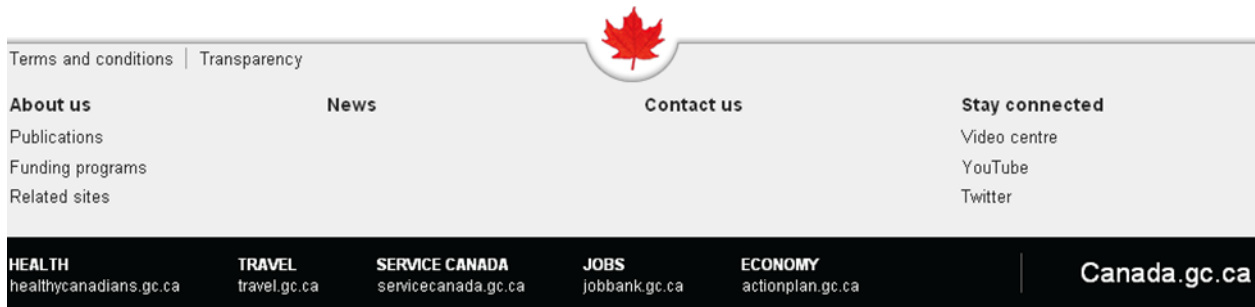 Terms and conditions | Transparency
About us
Publications
Funding programs
Related sites
News
Contact us
Stay connected
Video centre
YouTube
Twitter
HEALTH
healthycanadians.gc.ca
TRAVEL
travel.gc.ca
SERVICE CANADA
servicecanada.gc.ca
JOBS
jobbank.gc.ca
ECONOMY
actionplan.gc.ca
Canada.gc.ca